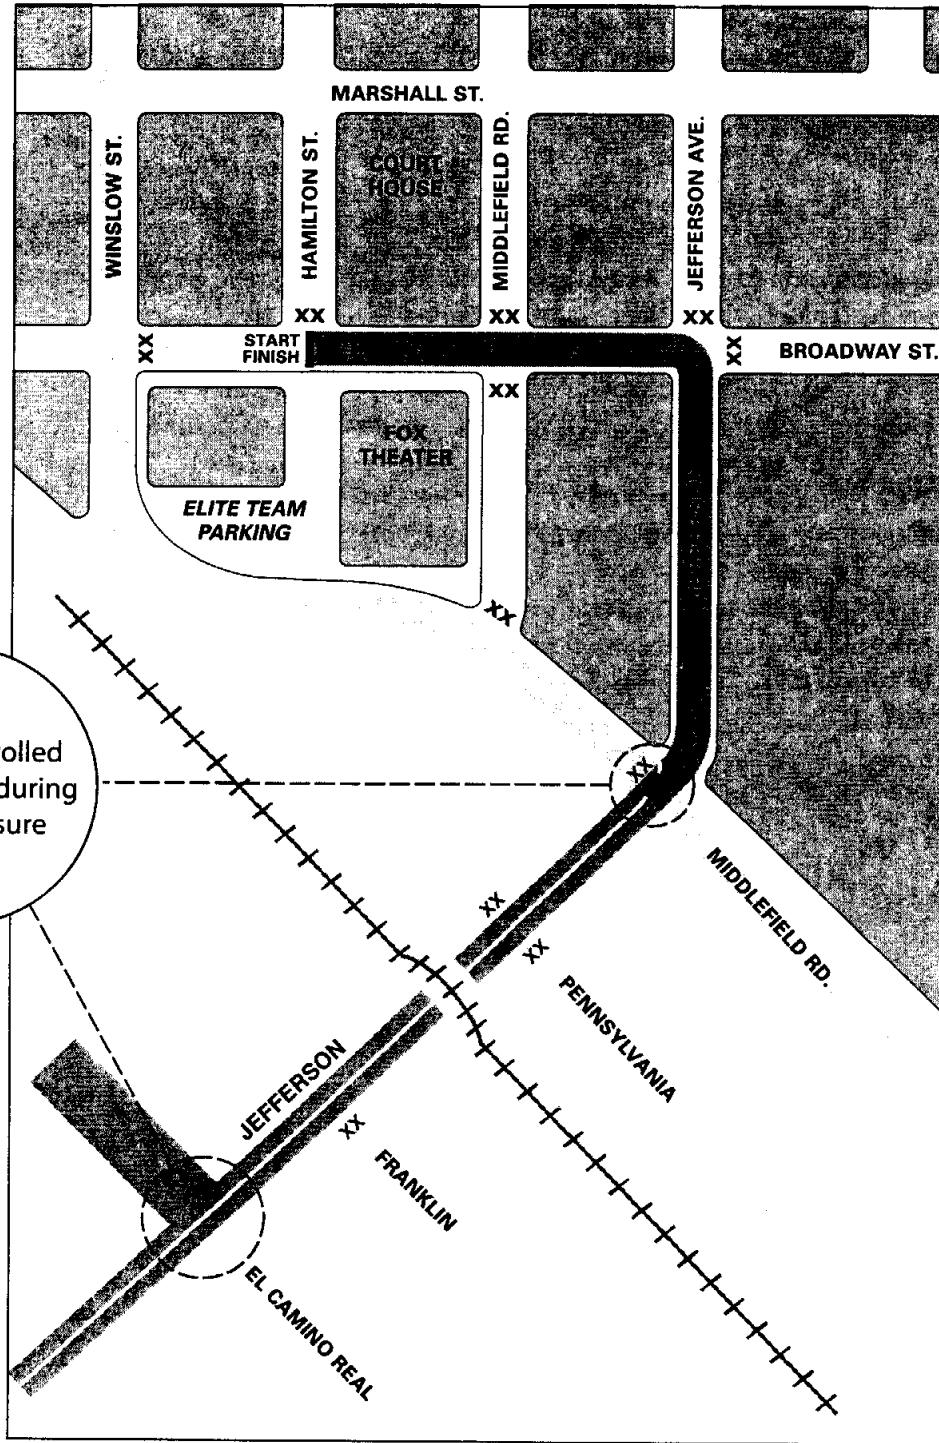 MARSHALL ST.
WINSLOW ST.
HAMILTON ST.
COURT
HOUSE
MIDDLEFIELD RD.
JEFFERSON AVE.
XX
XX
XX
XX
START
FINISH
XX
BROADWAY ST.
XX
FOX
THEATER
ELITE TEAM
PARKING
XX
rolled
during
sure
XX
MIDDLEFIELD RD.
XX
XX
PENNSYLVANIA
JEFFERSON
XX
FRANKLIN
EL CAMINO REAL